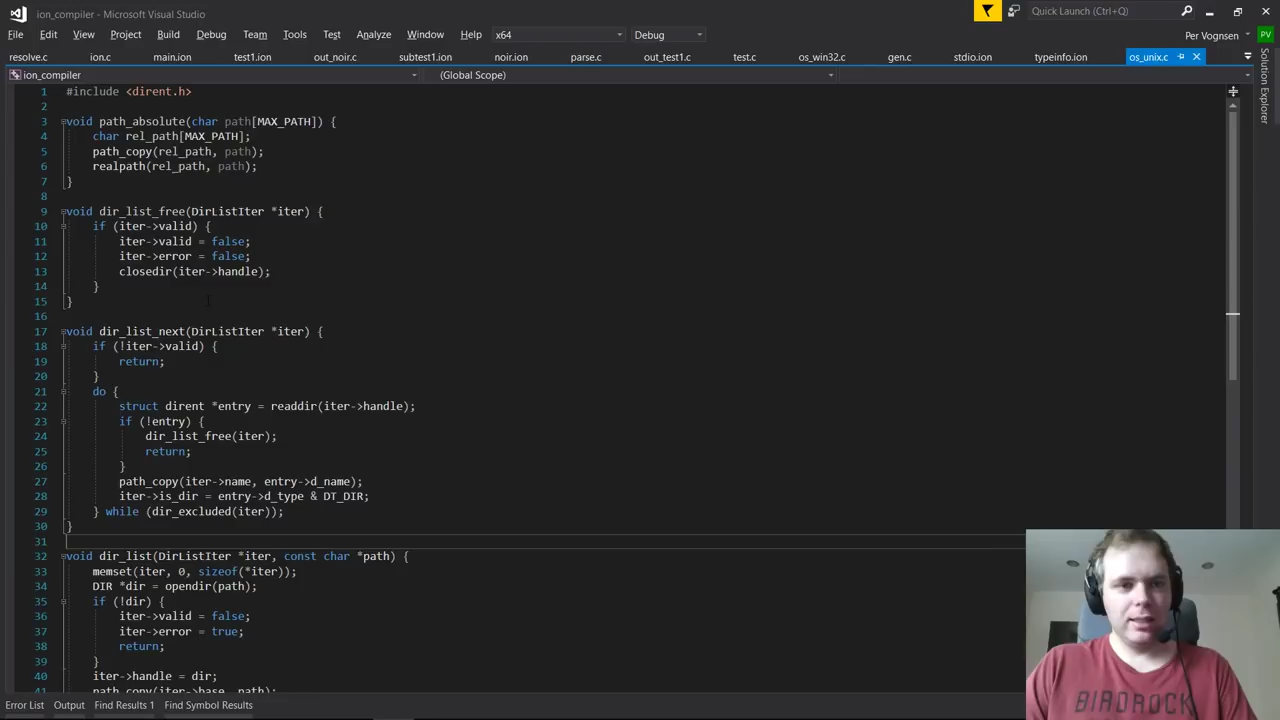 ion_compiler - Microsoft Visual Studio
Quick Launch (Ctrl+Q)
File Edit View Project Build Debug Team Tools Test Analyze Window Help x64 Debug Per Vognsen PV
resolve.c ion.c main.ion test1.ion out_noir.c subtest1.ion noir.ion parse.c out_test1.c test.c os_win32.c gen.c stdio.ion typeinfo.ion os_unix.c
ion_compiler (Global Scope)
Solution Explorer
1 #include <dirent.h>
2
3 void path_absolute(char path[MAX_PATH]) {
4 char rel_path[MAX_PATH];
5 path_copy(rel_path, path);
6 realpath(rel_path, path);
7 }
8
9 void dir_list_free(DirListIter *iter) {
10 if (iter->valid) {
11 iter->valid = false;
12 iter->error = false;
13 closedir(iter->handle);
14 }
15 }
16
17 void dir_list_next(DirListIter *iter) {
18 if (!iter->valid) {
19 return;
20 }
21 do {
22 struct dirent *entry = readdir(iter->handle);
23 if (!entry) {
24 dir_list_free(iter);
25 return;
26 }
27 path_copy(iter->name, entry->d_name);
28 iter->is_dir = entry->d_type & DT_DIR;
29 } while (dir_excluded(iter));
30 }
31
32 void dir_list(DirListIter *iter, const char *path) {
33 memset(iter, 0, sizeof(*iter));
34 DIR *dir = opendir(path);
35 if (!dir) {
36 iter->valid = false;
37 iter->error = true;
38 return;
39 }
40 iter->handle = dir;
41 path_copy(iter->base, path);
BIRDROCK
Error List Output Find Results 1 Find Symbol Results